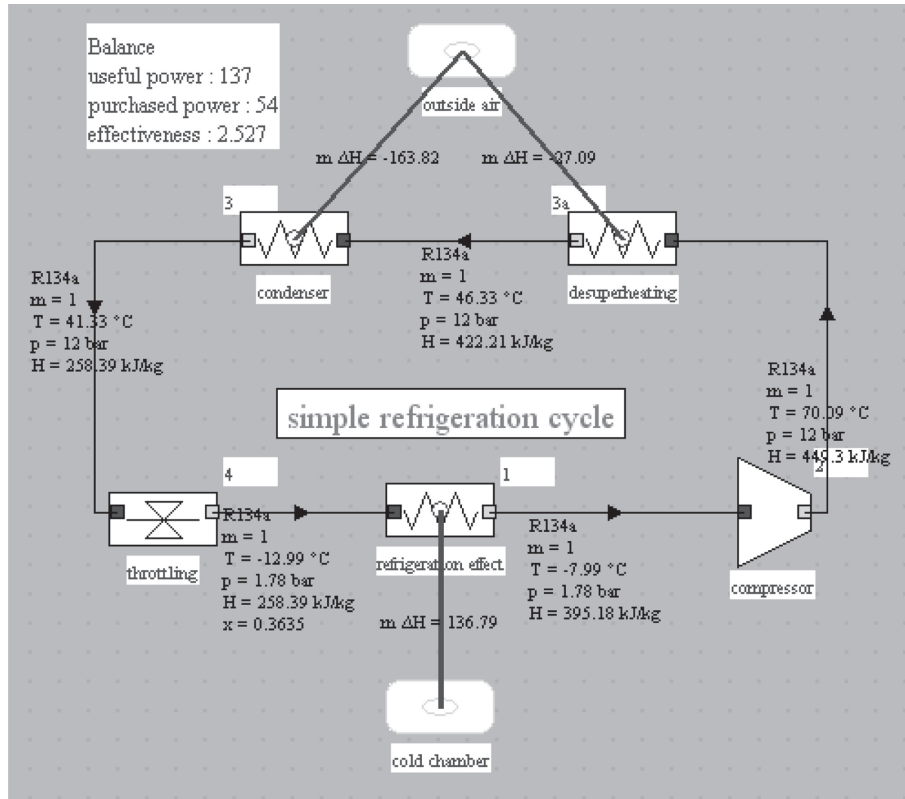 Balance
useful power : 137
purchased power : 54
effectiveness : 2.527
outside air
m ΔH = -163.82
m ΔH = -27.09
3
3a
condenser
desuperheating
R134a
m = 1
T = 46.33 °C
p = 12 bar
H = 422.21 kJ/kg
R134a
m = 1
T = 41.33 °C
p = 12 bar
H = 258.39 kJ/kg
R134a
m = 1
T = 70.09 °C
p = 12 bar
H = 449.3 kJ/kg
simple refrigeration cycle
4
1
2
throttling
refrigeration effect
compressor
R134a
m = 1
T = -12.99 °C
p = 1.78 bar
H = 258.39 kJ/kg
x = 0.3635
R134a
m = 1
T = -7.99 °C
p = 1.78 bar
H = 395.18 kJ/kg
m ΔH = 136.79
cold chamber